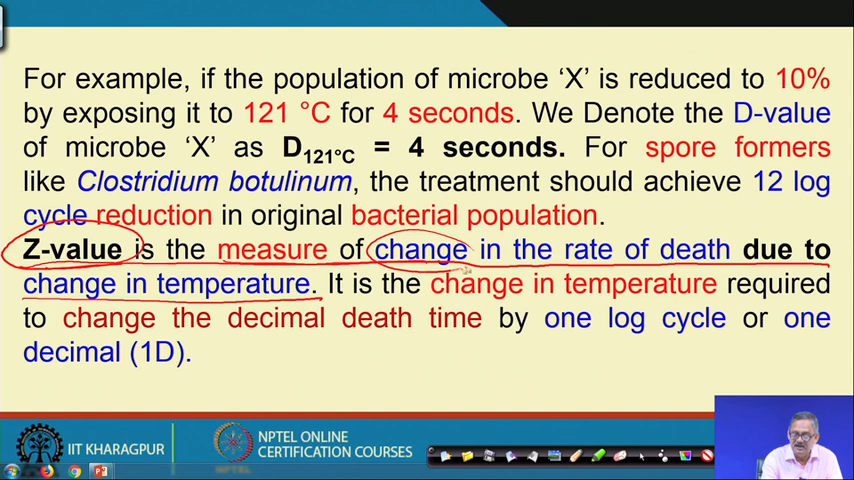 For example, if the population of microbe ‘X’ is reduced to 10%
by exposing it to 121 °C for 4 seconds. We Denote the D-value
of microbe ‘X’ as D121°C = 4 seconds. For spore formers
like Clostridium botulinum, the treatment should achieve 12 log
cycle reduction in original bacterial population.
Z-value is the measure of change in the rate of death due to
change in temperature. It is the change in temperature required
to change the decimal death time by one log cycle or one
decimal (1D).
IIT KHARAGPUR
NPTEL ONLINE
CERTIFICATION COURSES
NPTEL